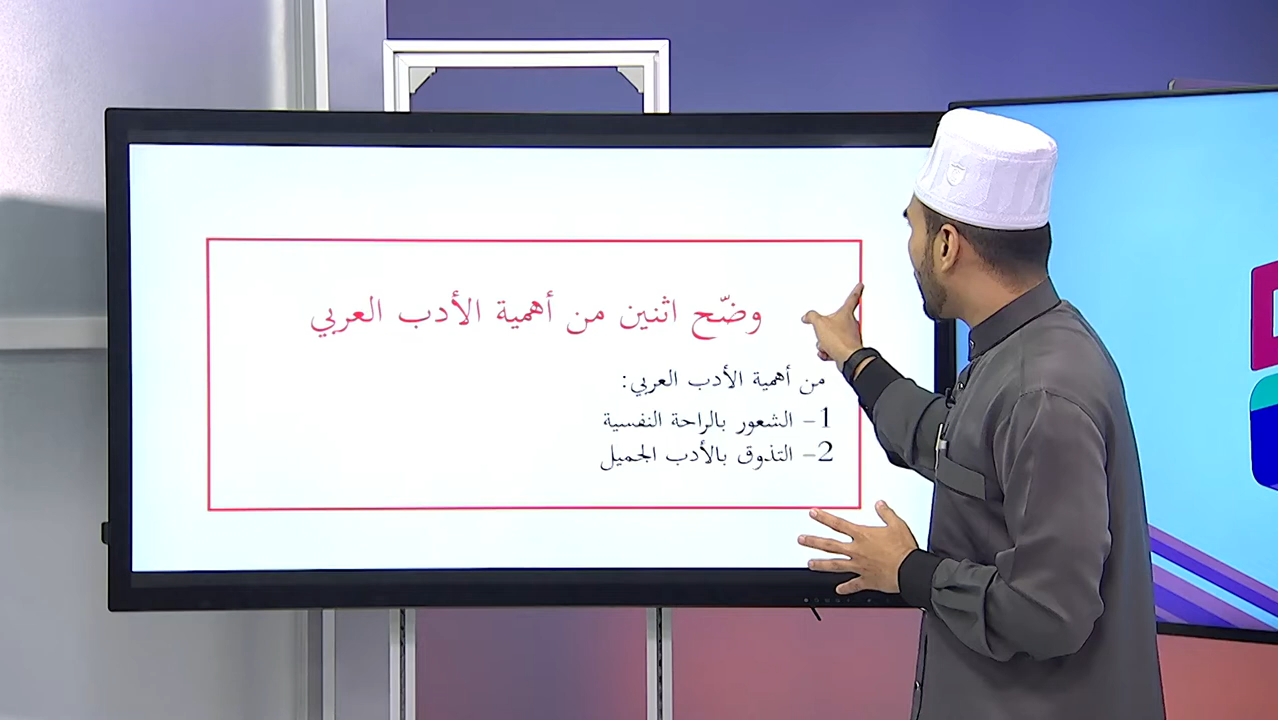 وضّح اثنين من أهمية الأدب العربي
من أهمية الأدب العربي:
1- الشعور بالراحة النفسية
2- التذوق بالأدب الجميل